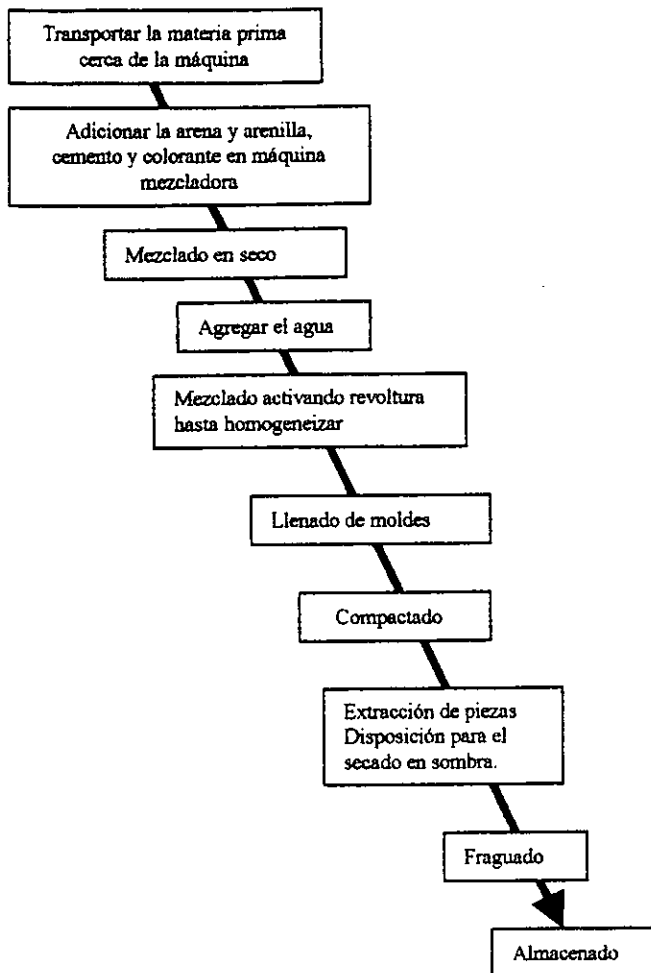 Transportar la materia prima
cerca de la máquina
Adicionar la arena y arenilla,
cemento y colorante en máquina
mezcladora
Mezclado en seco
Agregar el agua
Mezclado activando revoltura
hasta homogeneizar
Llenado de moldes
Compactado
Extracción de piezas
Disposición para el
secado en sombra.
Fraguado
Almacenado